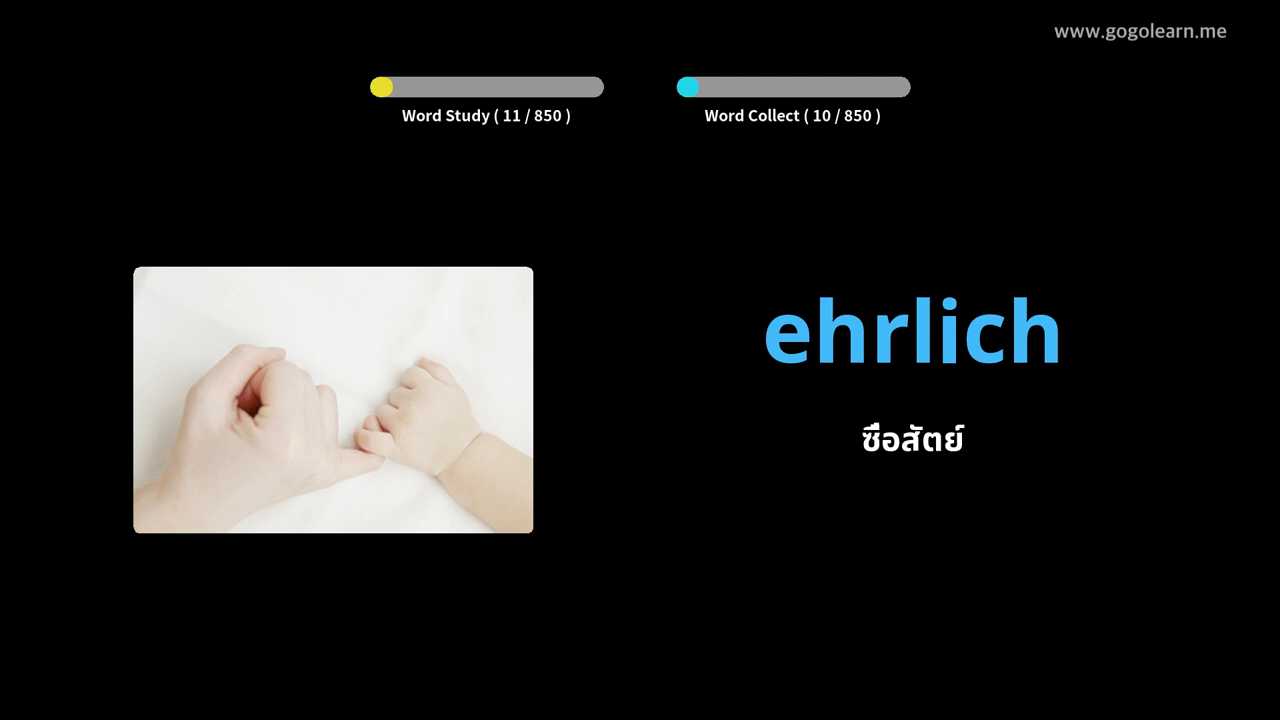 www.gogolearn.me
Word Study ( 11 / 850 )
Word Collect ( 10 / 850 )
ehrlich
ซื่อสัตย์